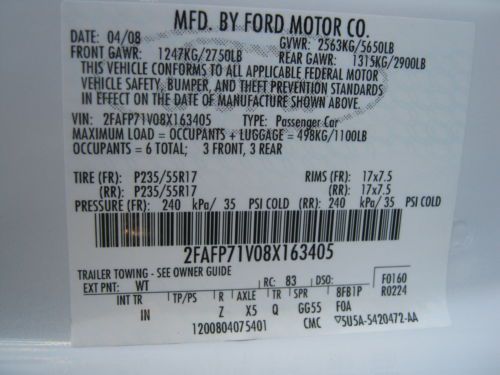 MFD. BY FORD MOTOR CO.
DATE: 04/08 GVWR: 2563KG/5650LB
FRONT GAWR: 1247KG/2750LB REAR GAWR: 1315KG/2900LB
THIS VEHICLE CONFORMS TO ALL APPLICABLE FEDERAL MOTOR
VEHICLE SAFETY, BUMPER, AND THEFT PREVENTION STANDARDS
IN EFFECT ON THE DATE OF MANUFACTURE SHOWN ABOVE.
VIN: 2FAFP71V08X163405 TYPE: Passenger Car
MAXIMUM LOAD = OCCUPANTS + LUGGAGE = 498KG/1100LB
OCCUPANTS = 6 TOTAL; 3 FRONT, 3 REAR
TIRE (FR): P235/55R17 RIMS (FR): 17x7.5
(RR): P235/55R17 (RR): 17x7.5
PRESSURE (FR): 240 kPa/ 35 PSI COLD (RR): 240 kPa/ 35 PSI COLD
2FAFP71V08X163405
TRAILER TOWING - SEE OWNER GUIDE
EXT PNT: WT RC: 83 DSO: F0160
INT TR TP/PS R AXLE TR SPR 8FB1P R0224
IN Z X5 Q GG55 F0A
1200804075401 CMC ▽5U5A-5420472-AA